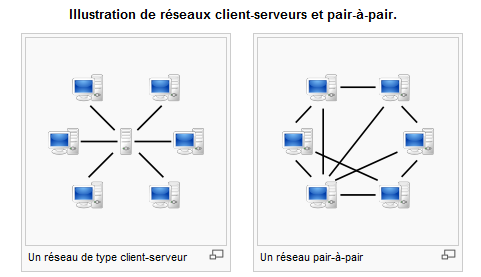 Illustration de réseaux client-serveurs et pair-à-pair.
Un réseau de type client-serveur
Un réseau pair-à-pair